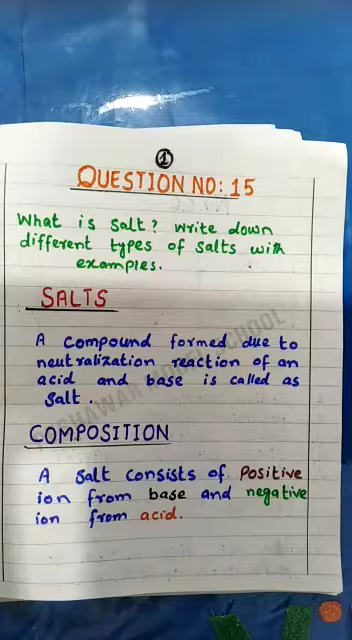 1
QUESTION NO: 15
What is salt? Write down
different types of salts with
examples.
SALTS
A compound formed due to
neutralization reaction of an
acid and base is called as
salt.
COMPOSITION
A salt consists of positive
ion from base and negative
ion from acid.